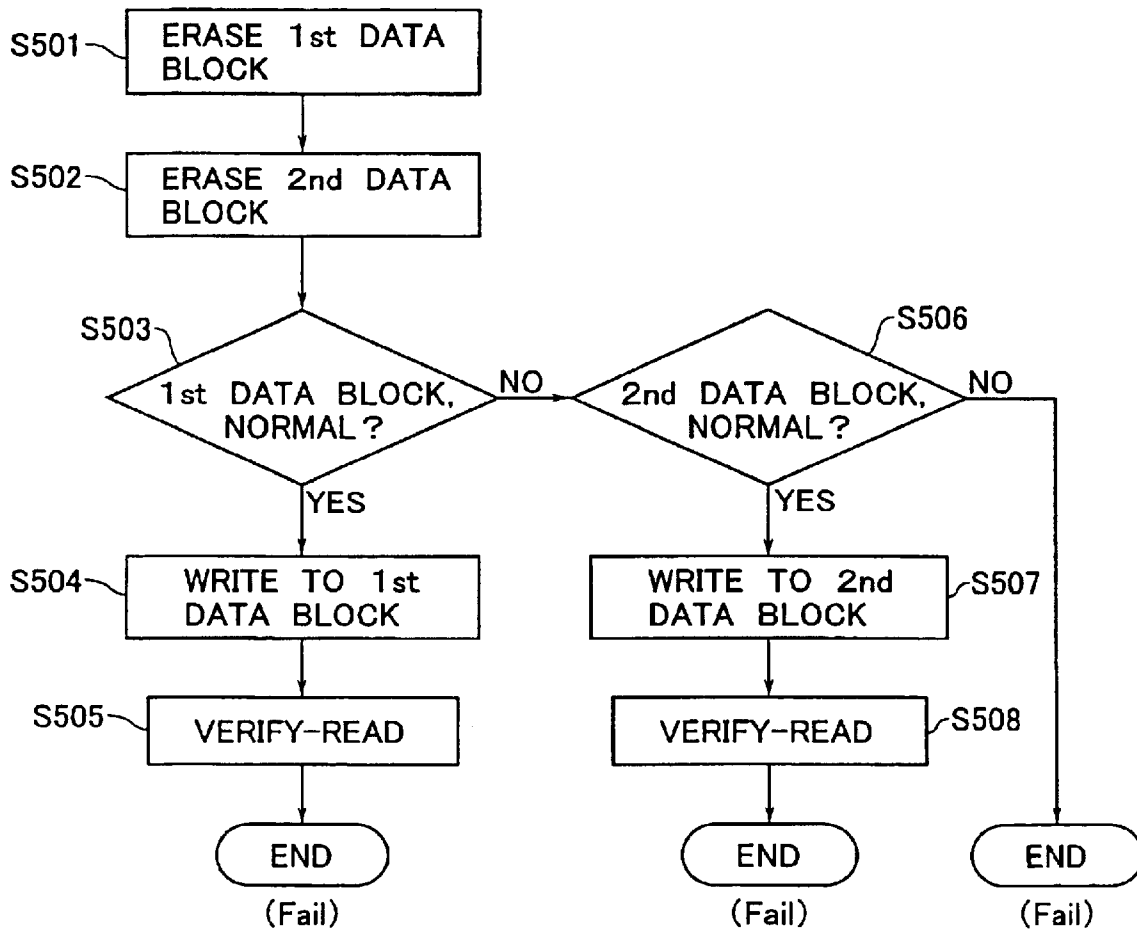 S501
ERASE 1st DATA
BLOCK
S502
ERASE 2nd DATA
BLOCK
S503
1st DATA BLOCK,
NORMAL?
NO
YES
S506
2nd DATA BLOCK,
NORMAL?
NO
YES
S504
WRITE TO 1st
DATA BLOCK
S507
WRITE TO 2nd
DATA BLOCK
S505
VERIFY-READ
S508
VERIFY-READ
END
(Fail)
END
(Fail)
END
(Fail)